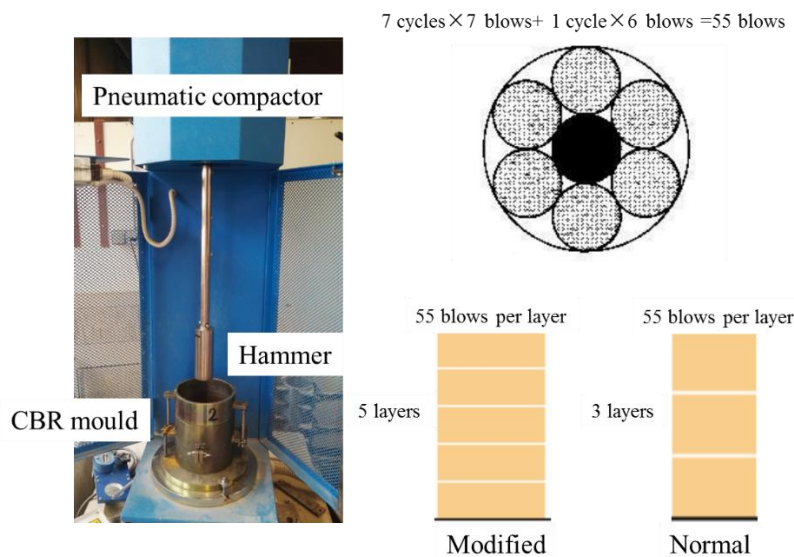 7 cycles×7 blows+ 1 cycle×6 blows =55 blows
Pneumatic compactor
Hammer
CBR mould
2
55 blows per layer
5 layers
Modified
55 blows per layer
3 layers
Normal